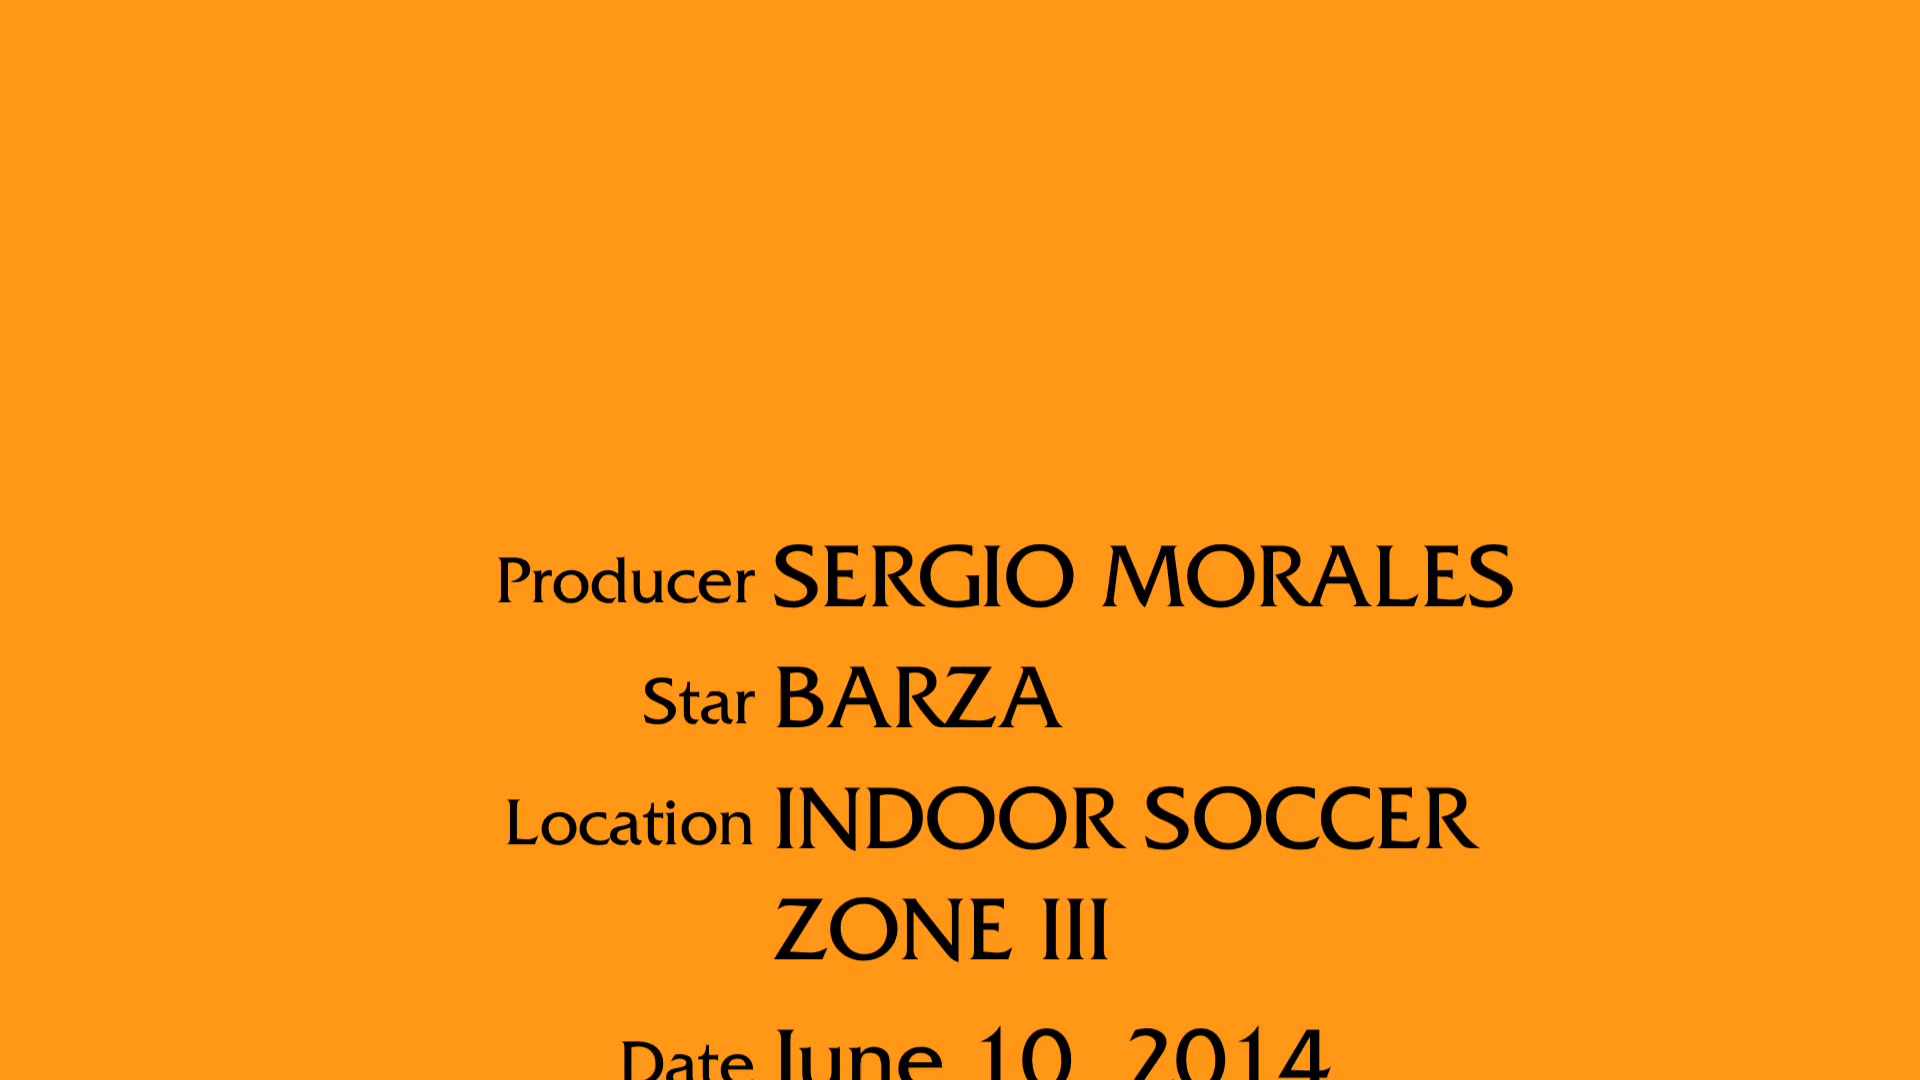 Producer SERGIO MORALES
Star BARZA
Location INDOOR SOCCER
ZONE III
Date June 10, 2014